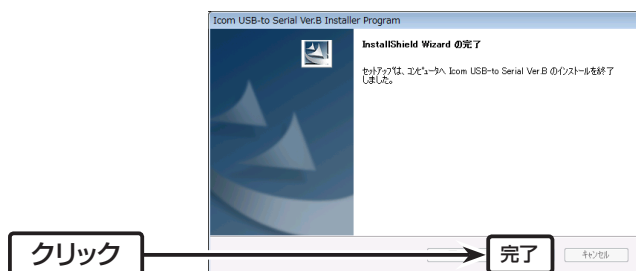 Icom USB-to Serial Ver.B Installer Program
InstallShield Wizard の完了
セットアップは、コンピュータへ Icom USB-to Serial Ver.B のインストールを終了
しました。
クリック
完了
キャンセル